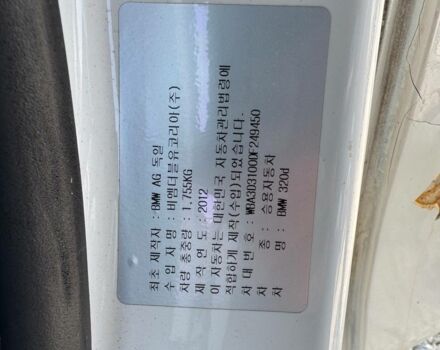 최초 제작자 : BMW AG 독일
수입 자 명 : 비엠더블유코리아(주)
차량 총중량 : 1,755KG
제 작 연 도 : 2012
이 자동차는 대한민국 자동차관리법령에
적합하게 제작(수입)되었습니다.
차 대 번 호 : WBA3D31000F249450
차 종 : 승용자동차
차 명 : BMW 320d